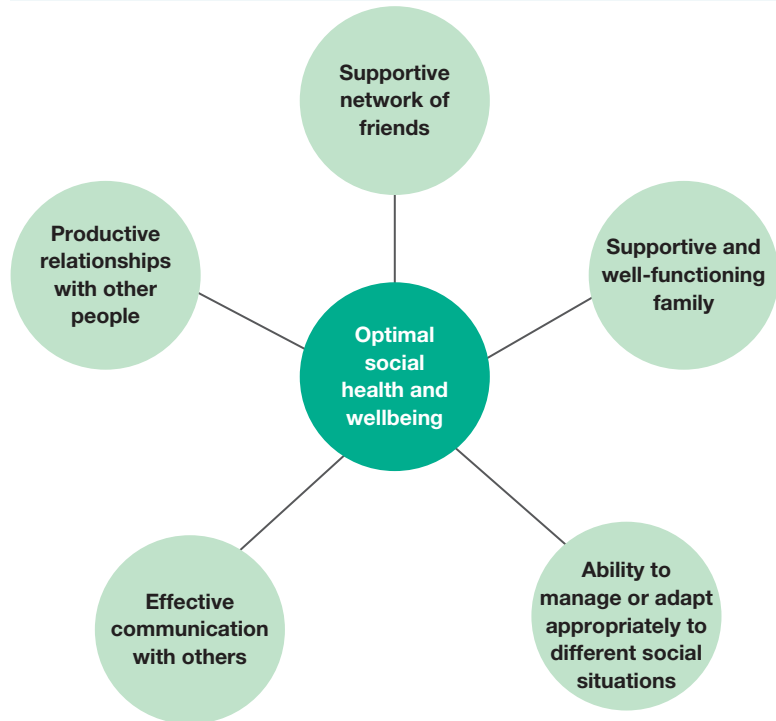 Supportive
network of
friends
Productive
relationships
with other
people
Supportive and
well-functioning
family
Optimal
social
health and
wellbeing
Effective
communication
with others
Ability to
manage or adapt
appropriately to
different social
situations